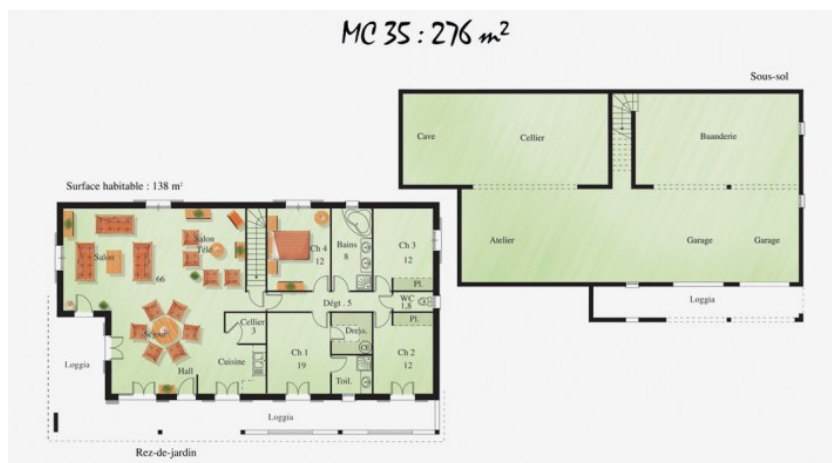 MC 35 : 276 m²
Sous-sol
Cave
Cellier
Buanderie
Atelier
Garage
Garage
Loggia
Surface habitable : 138 m²
Salon
Salon
Télé
66
Ch 4
12
Bains
8
Ch 3
12
Pl.
Dégt . 5
WC
1,8
Pl.
Séjour
Cellier
3
Dress.
CE
Cuisine
Ch 1
19
Ch 2
12
Hall
Toil.
Loggia
Loggia
Rez-de-jardin